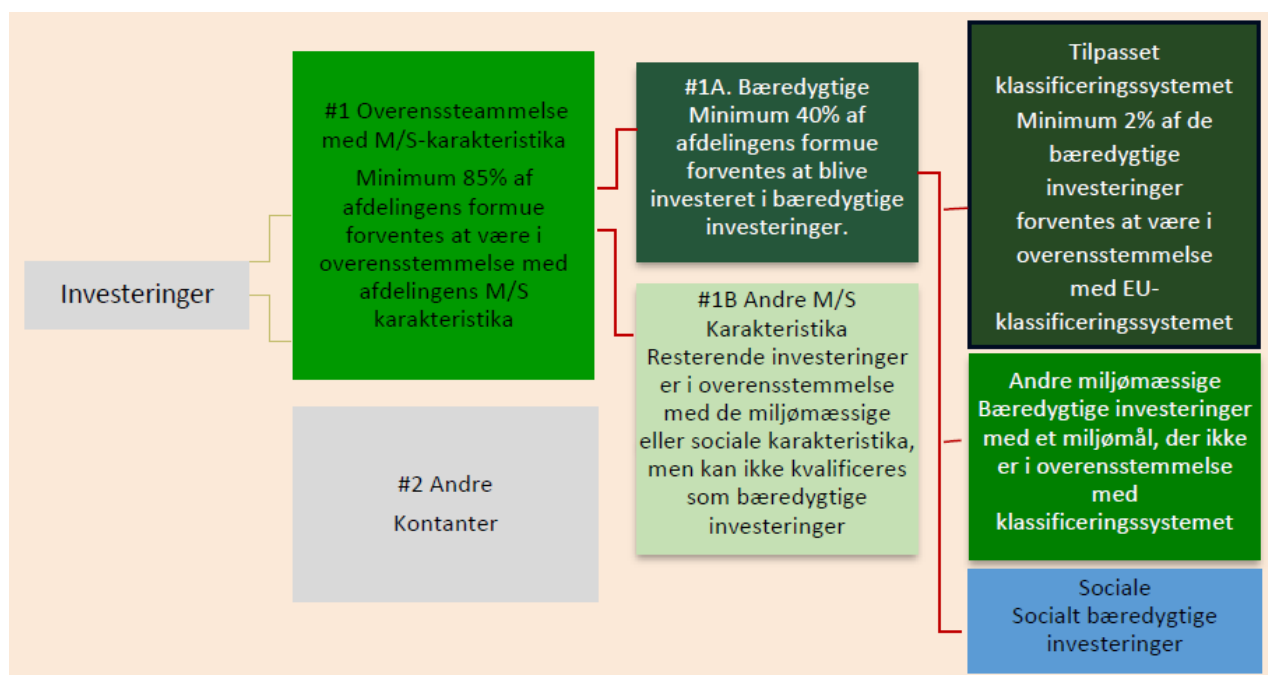 Investeringer
#1 Overenssteammelse
med M/S-karakteristika
Minimum 85% af
afdelingens formue
forventes at være i
overensstemmelse med
afdelingens M/S
karakteristika
#2 Andre
Kontanter
#1A. Bæredygtige
Minimum 40% af
afdelingens formue
forventes at blive
investeret i bæredygtige
investeringer.
#1B Andre M/S
Karakteristika
Resterende investeringer
er i overensstemmelse
med de miljømæssige
eller sociale karakteristika,
men kan ikke kvalificeres
som bæredygtige
investeringer
Tilpasset
klassificeringssystemet
Minimum 2% af de
bæredygtige
investeringer
forventes at være i
overensstemmelse
med EU-
klassificeringssystemet
Andre miljømæssige
Bæredygtige investeringer
med et miljømål, der ikke
er i overensstemmelse
med
klassificeringssystemet
Sociale
Socialt bæredygtige
investeringer